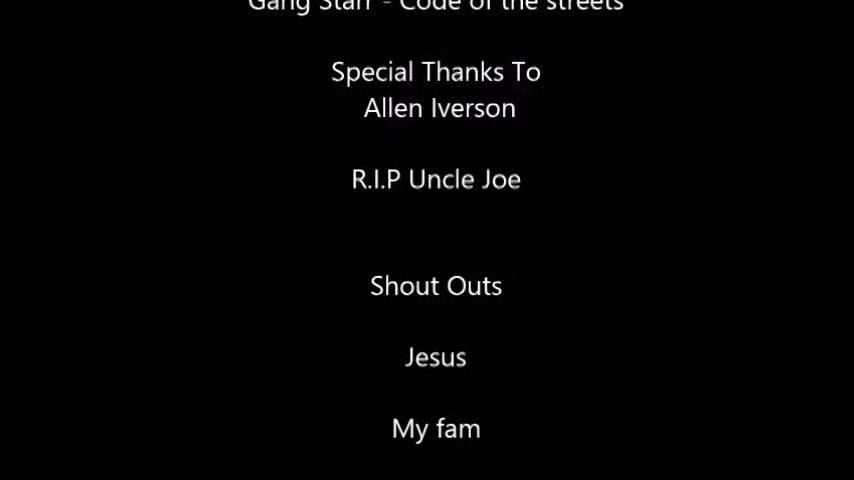 Gang Starr - Code of the streets
Special Thanks To
Allen Iverson
R.I.P Uncle Joe
Shout Outs
Jesus
My fam